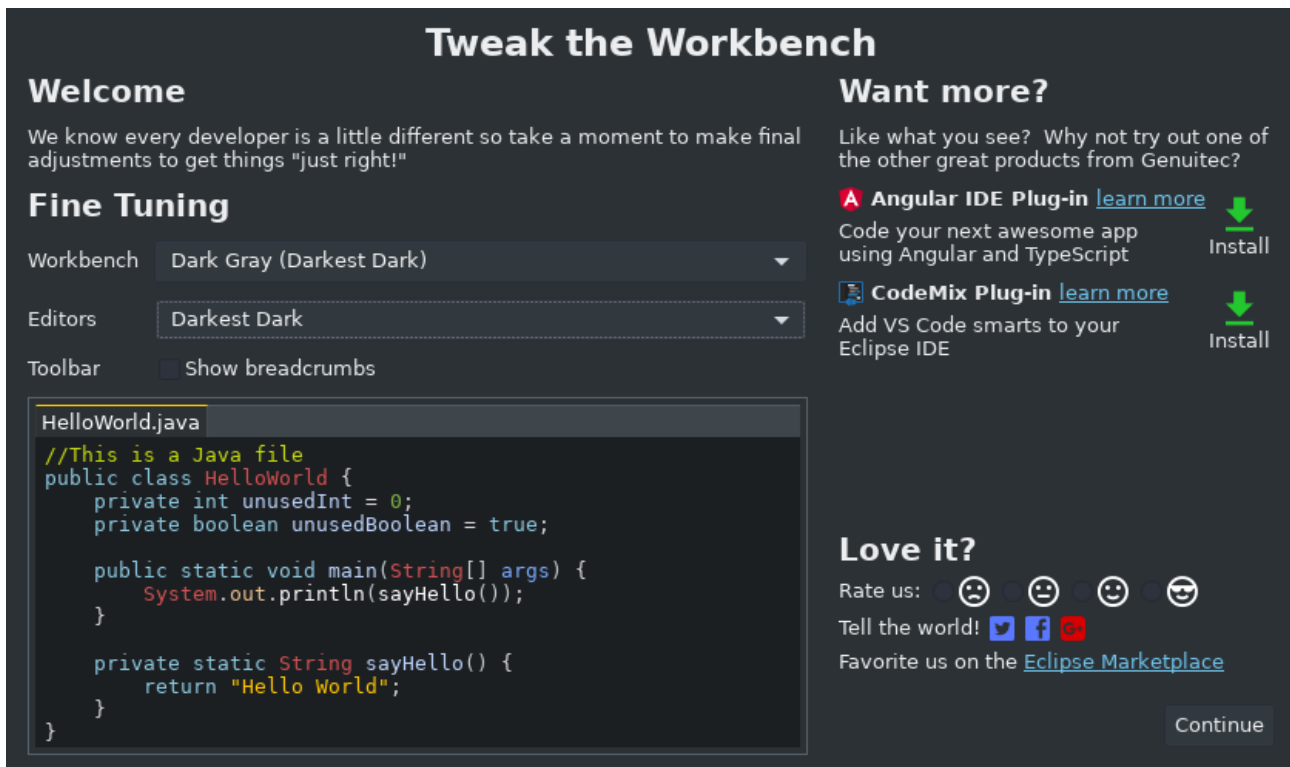 Tweak the Workbench
Welcome
We know every developer is a little different so take a moment to make final
adjustments to get things "just right!"
Fine Tuning
Workbench Dark Gray (Darkest Dark)
Editors Darkest Dark
Toolbar Show breadcrumbs
HelloWorld.java
//This is a Java file
public class HelloWorld {
    private int unusedInt = 0;
    private boolean unusedBoolean = true;

    public static void main(String[] args) {
        System.out.println(sayHello());
    }

    private static String sayHello() {
        return "Hello World";
    }
}
Want more?
Like what you see?  Why not try out one of
the other great products from Genuitec?
Angular IDE Plug-in learn more
Code your next awesome app
using Angular and TypeScript
Install
CodeMix Plug-in learn more
Add VS Code smarts to your
Eclipse IDE
Install
Love it?
Rate us:
Tell the world!
Favorite us on the Eclipse Marketplace
Continue